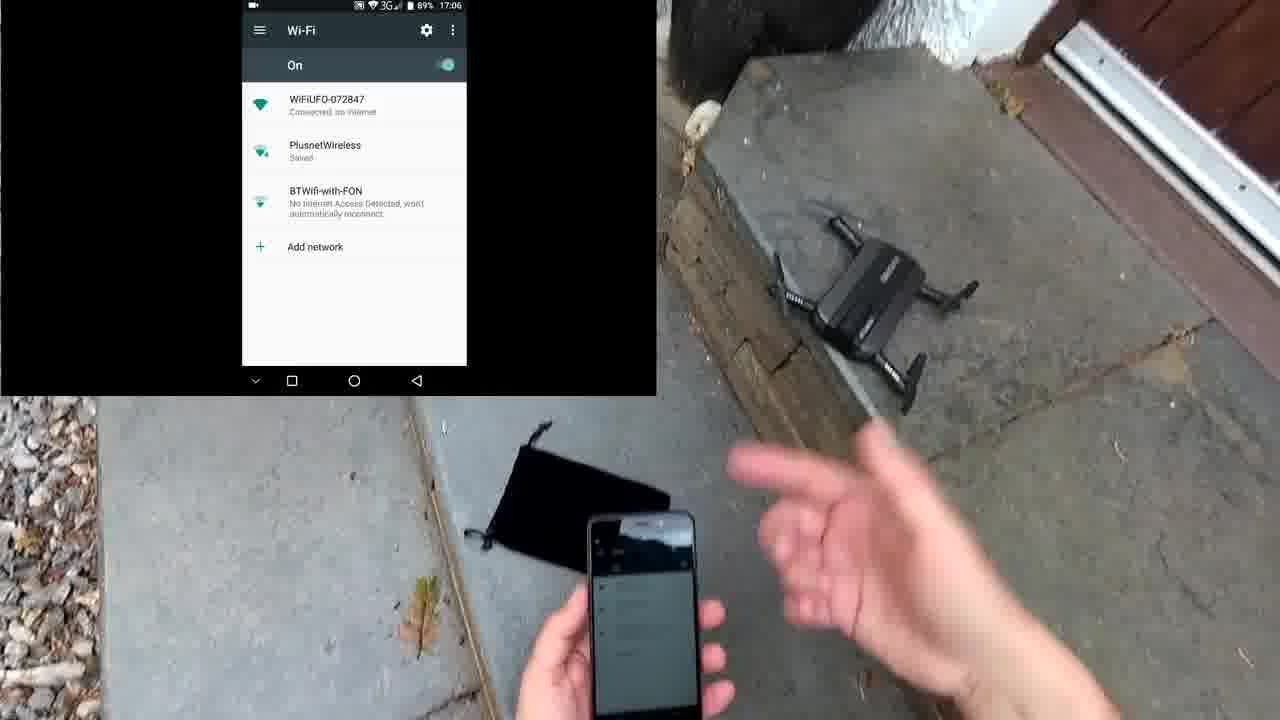 3G 89% 17:06
Wi-Fi
On
WiFiUFO-072847
Connected, no Internet
PlusnetWireless
Saved
BTWifi-with-FON
No Internet Access Detected, won't
automatically reconnect.
Add network